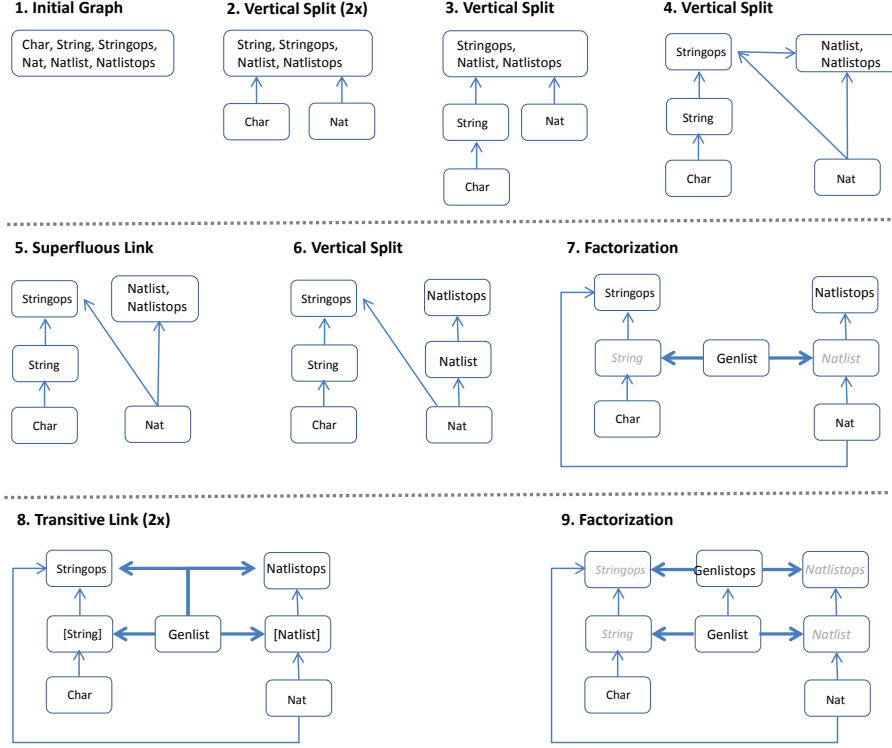 1. Initial Graph
Char, String, Stringops,
Nat, Natlist, Natlistops
2. Vertical Split (2x)
String, Stringops,
Natlist, Natlistops
Char
Nat
3. Vertical Split
Stringops,
Natlist, Natlistops
String
Nat
Char
4. Vertical Split
Stringops
Natlist,
Natlistops
String
Char
Nat
5. Superfluous Link
Stringops
Natlist,
Natlistops
String
Char
Nat
6. Vertical Split
Stringops
Natlistops
String
Natlist
Char
Nat
7. Factorization
Stringops
Natlistops
String
Genlist
Natlist
Char
Nat
8. Transitive Link (2x)
Stringops
Natlistops
[String]
Genlist
[Natlist]
Char
Nat
9. Factorization
Stringops
Genlistops
Natlistops
String
Genlist
Natlist
Char
Nat